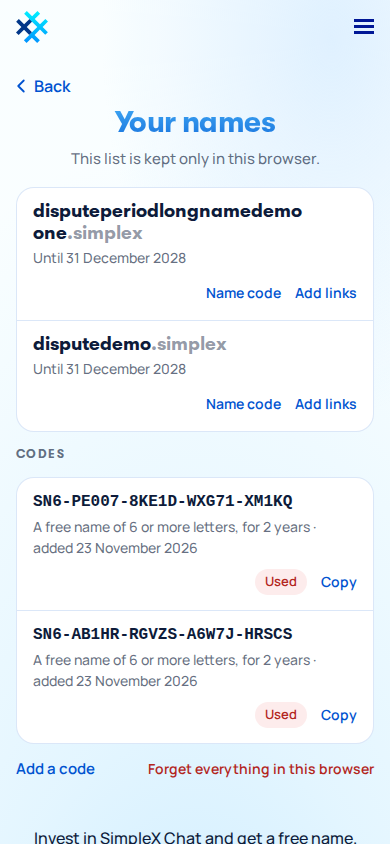 Back
Your names
This list is kept only in this browser.
disputeperiodlongnamedemo
one.simplex
Until 31 December 2028
Name code Add links
disputedemo.simplex
Until 31 December 2028
Name code Add links
CODES
SN6-PE007-8KE1D-WXG71-XM1KQ
A free name of 6 or more letters, for 2 years ·
added 23 November 2026
Used Copy
SN6-AB1HR-RGVZS-A6W7J-HRSCS
A free name of 6 or more letters, for 2 years ·
added 23 November 2026
Used Copy
Add a code Forget everything in this browser
Invest in SimpleX Chat and get a free name.